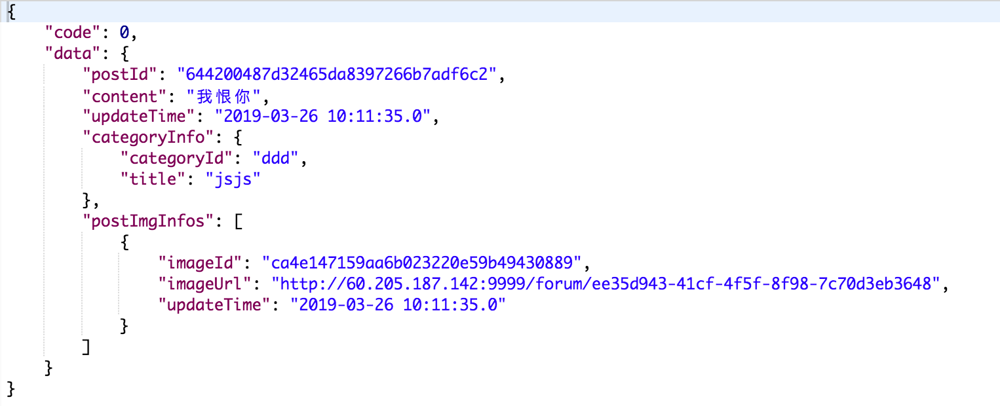 {
    "code": 0,
    "data": {
        "postId": "644200487d32465da8397266b7adf6c2",
        "content": "我恨你",
        "updateTime": "2019-03-26 10:11:35.0",
        "categoryInfo": {
            "categoryId": "ddd",
            "title": "jsjs"
        },
        "postImgInfos": [
            {
                "imageId": "ca4e147159aa6b023220e59b49430889",
                "imageUrl": "http://60.205.187.142:9999/forum/ee35d943-41cf-4f5f-8f98-7c70d3eb3648",
                "updateTime": "2019-03-26 10:11:35.0"
            }
        ]
    }
}